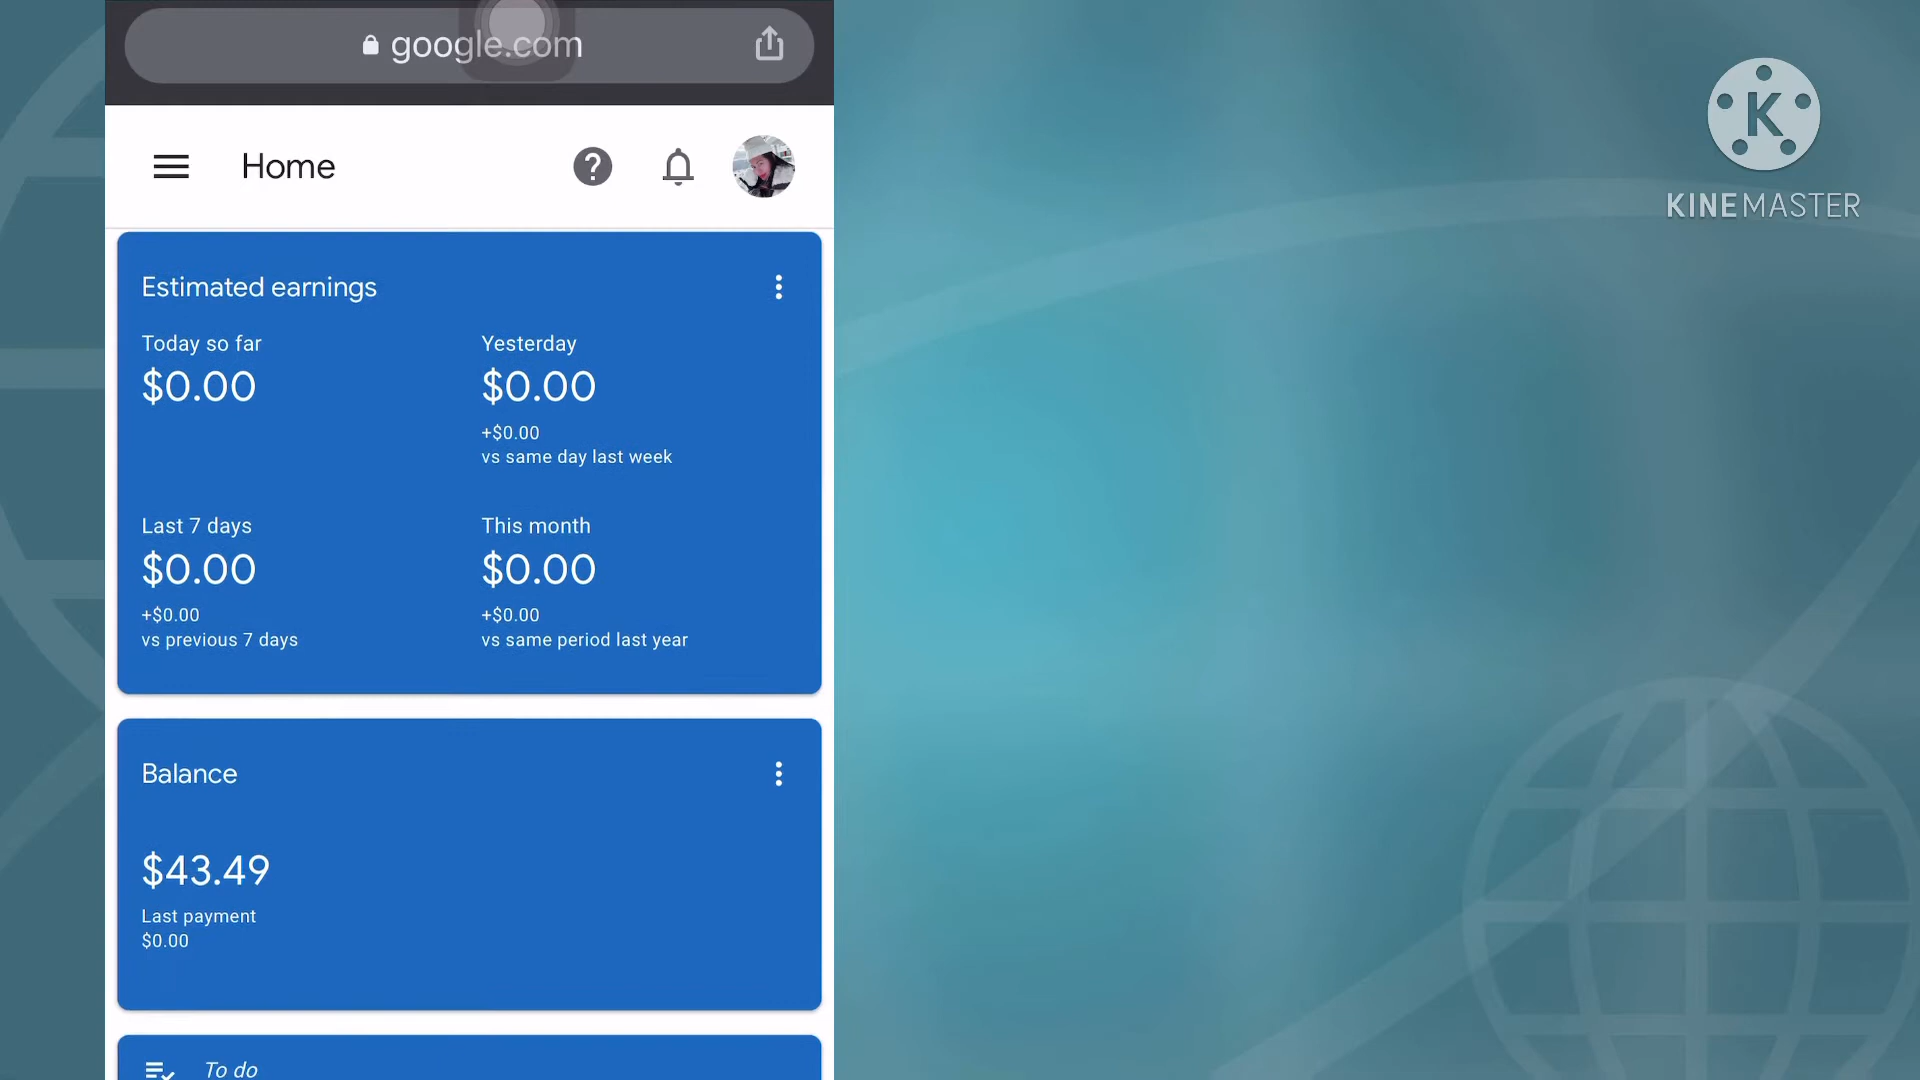 google.com
Home
Estimated earnings
Today so far
$0.00
Yesterday
$0.00
+$0.00
vs same day last week
Last 7 days
$0.00
+$0.00
vs previous 7 days
This month
$0.00
+$0.00
vs same period last year
Balance
$43.49
Last payment
$0.00
To do
K
KINEMASTER